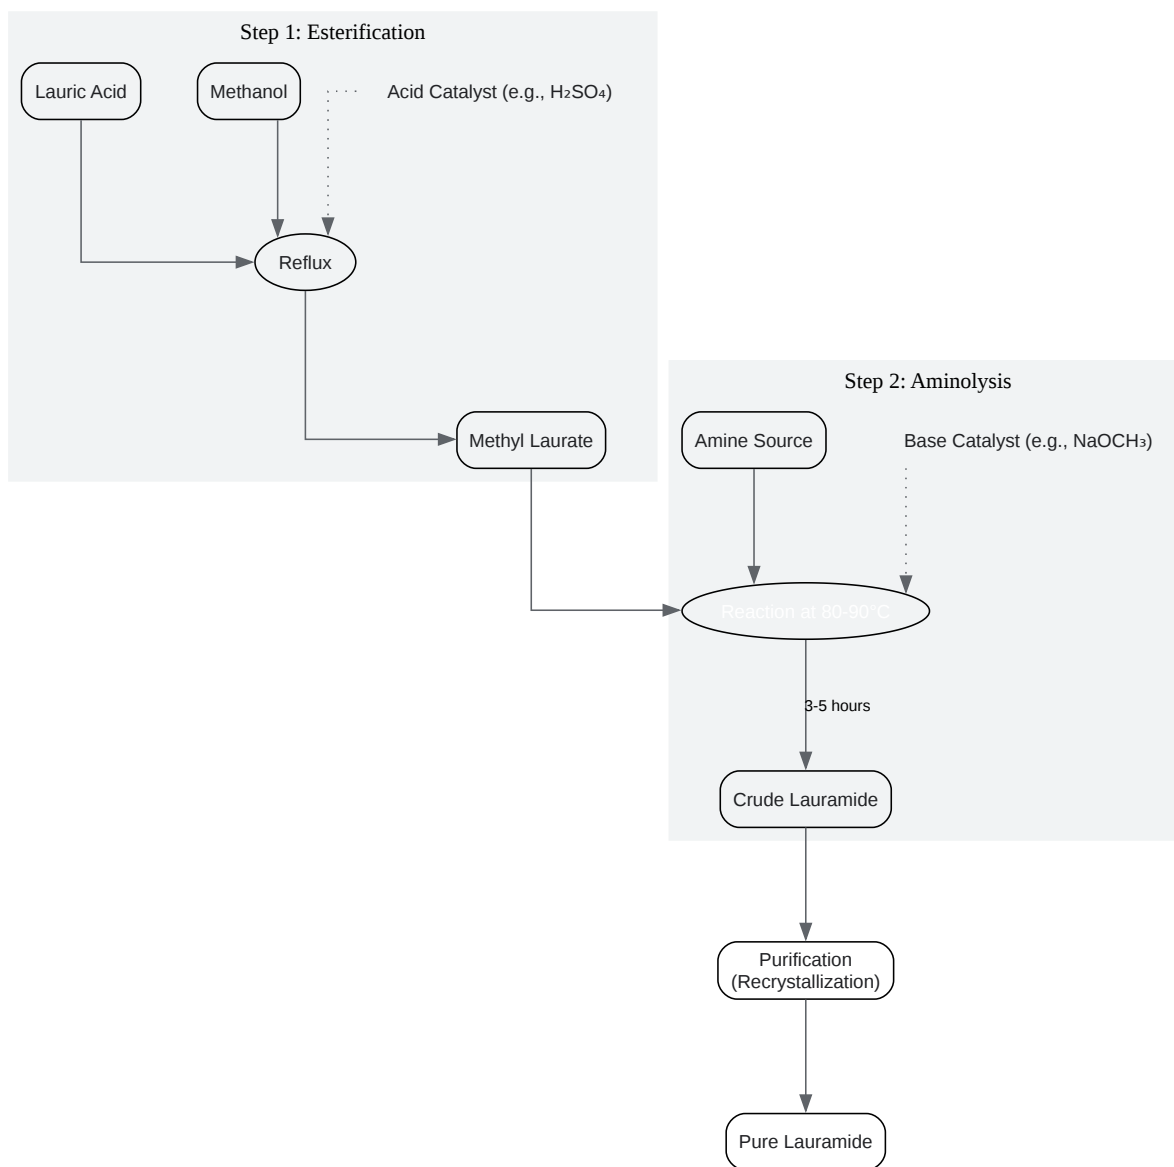 Step 1: Esterification
Lauric Acid
Methanol
Acid Catalyst (e.g., H₂SO₄)
Reflux
Methyl Laurate
Step 2: Aminolysis
Amine Source
Base Catalyst (e.g., NaOCH₃)
Reaction at 80-90°C
3-5 hours
Crude Lauramide
Purification
(Recrystallization)
Pure Lauramide